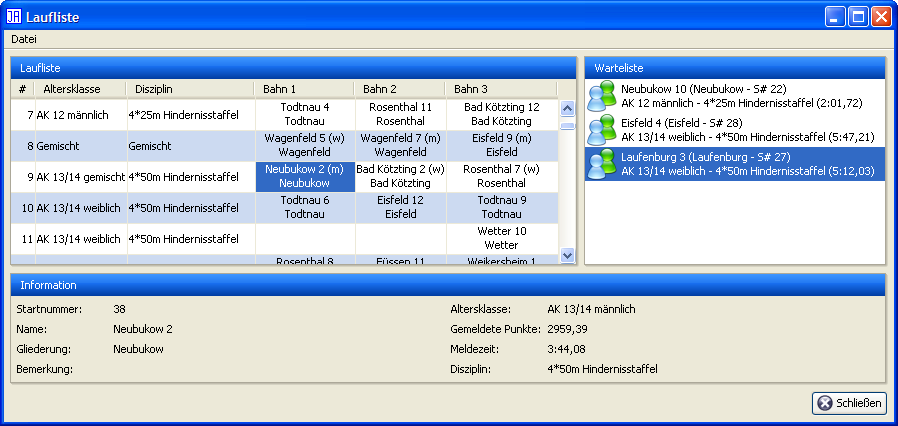 JA Laufliste
Datei
Laufliste
# Altersklasse Disziplin Bahn 1 Bahn 2 Bahn 3
7 AK 12 männlich 4*25m Hindernisstaffel Todtnau 4 Todtnau Rosenthal 11 Rosenthal Bad Kötzting 12 Bad Kötzting
8 Gemischt Gemischt Wagenfeld 5 (w) Wagenfeld Wagenfeld 7 (m) Wagenfeld Eisfeld 9 (m) Eisfeld
9 AK 13/14 gemischt 4*50m Hindernisstaffel Neubukow 2 (m) Neubukow Bad Kötzting 2 (w) Bad Kötzting Rosenthal 7 (w) Rosenthal
10 AK 13/14 weiblich 4*50m Hindernisstaffel Todtnau 6 Todtnau Eisfeld 12 Eisfeld Todtnau 9 Todtnau
11 AK 13/14 weiblich 4*50m Hindernisstaffel Wetter 10 Wetter
Rosenthal 8 Füssen 11 Weikersheim 1
Warteliste
Neubukow 10 (Neubukow - S# 22)
AK 12 männlich - 4*25m Hindernisstaffel (2:01,72)
Eisfeld 4 (Eisfeld - S# 28)
AK 13/14 weiblich - 4*50m Hindernisstaffel (5:47,21)
Laufenburg 3 (Laufenburg - S# 27)
AK 13/14 weiblich - 4*50m Hindernisstaffel (5:12,03)
Information
Startnummer: 38 Altersklasse: AK 13/14 männlich
Name: Neubukow 2 Gemeldete Punkte: 2959,39
Gliederung: Neubukow Meldezeit: 3:44,08
Bemerkung: Disziplin: 4*50m Hindernisstaffel
Schließen